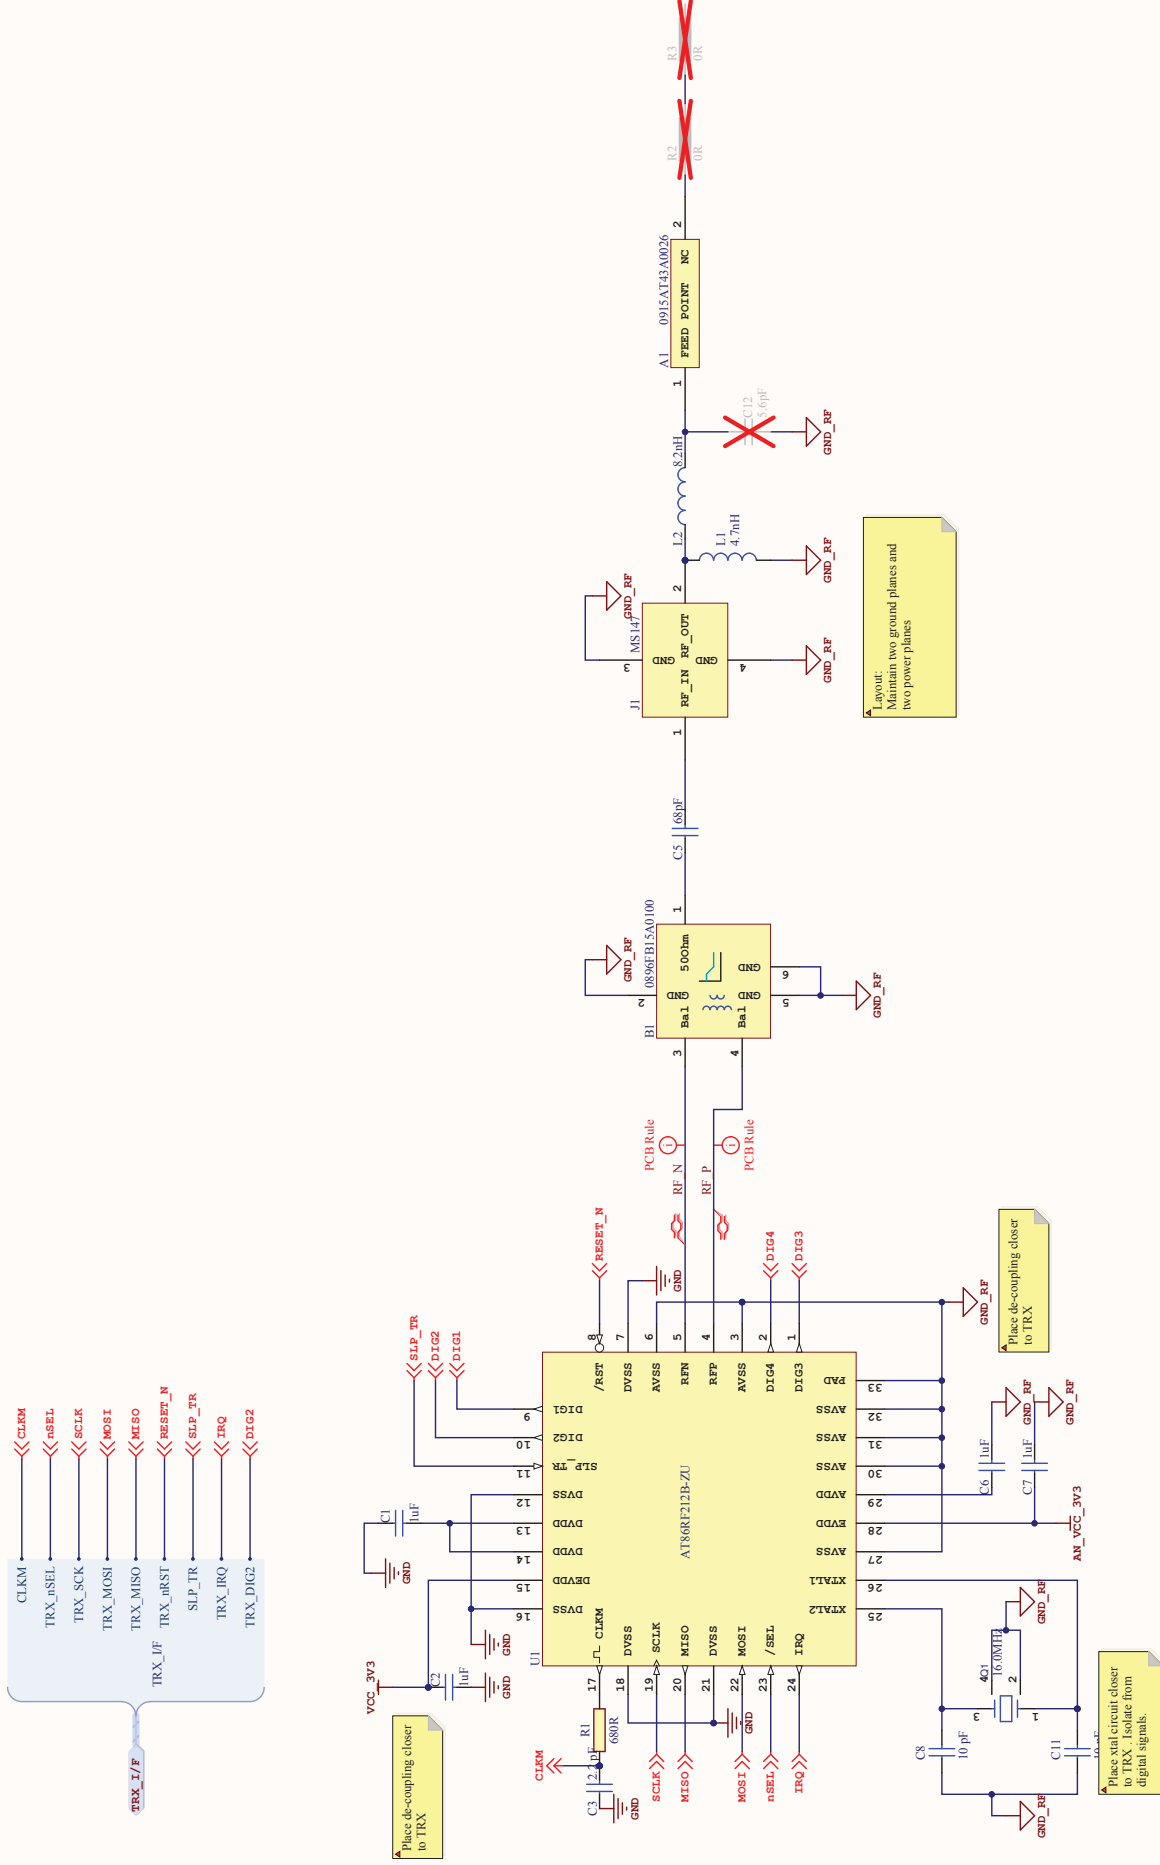 R3
0R
R2
0R
2
A1
0915AT43A0026
FEED POINT
NC
1
C12
5.6pF
GND_RF
8.2nH
L2
L1
4.7nH
GND_RF
2
GND_RF
MS147
J1
3
GND
RF_IN
RF_OUT
GND
4
GND_RF
1
Layout:
Maintain two ground planes and
two power planes
68pF
C5
1
0896FB15A0100
B1
GND_RF
2
GND
50Ohm
Bal
GND
GND
Bal
6
5
GND_RF
3
4
PCB Rule
PCB Rule
RF_N
RF_P
RESET_N
GND
DIG4
DIG3
SLP_TR
DIG2
DIG1
8
7
6
5
4
3
2
1
/RST
DVSS
AVSS
RFN
RFP
AVSS
DIG4
DIG3
9
10
11
12
13
14
15
16
DIG1
DIG2
SLP_TR
DVSS
DVDD
DVDD
DEVDD
DVSS
AT86RF212B-ZU
U1
PAD
AVSS
AVSS
AVSS
AVDD
EVDD
AVSS
XTAL1
XTAL2
33
32
31
30
29
28
27
26
25
CLKM
DVSS
SCLK
MISO
DVSS
MOSI
/SEL
IRQ
17
18
19
20
21
22
23
24
GND_RF
Place de-coupling closer
to TRX
C6
1uF
GND_RF
C7
1uF
GND_RF
AN_VCC_3V3
C1
1uF
GND
GND
VCC_3V3
C2
1uF
GND
Place de-coupling closer
to TRX
R1
680R
CLKM
C3
GND
GND
SCLK
MISO
MOSI
nSEL
IRQ
Q1
16.0MHz
4
2
3
1
GND_RF
C8
10 pF
C11
GND_RF
Place xtal circuit closer
to TRX . Isolate from
digital signals.
CLKM
nSEL
SCLK
MOSI
MISO
RESET_N
SLP_TR
IRQ
DIG2
CLKM
TRX_nSEL
TRX_SCK
TRX_MOSI
TRX_MISO
TRX_nRST
SLP_TR
TRX_IRQ
TRX_DIG2
TRX_I/F
TRX_I/F